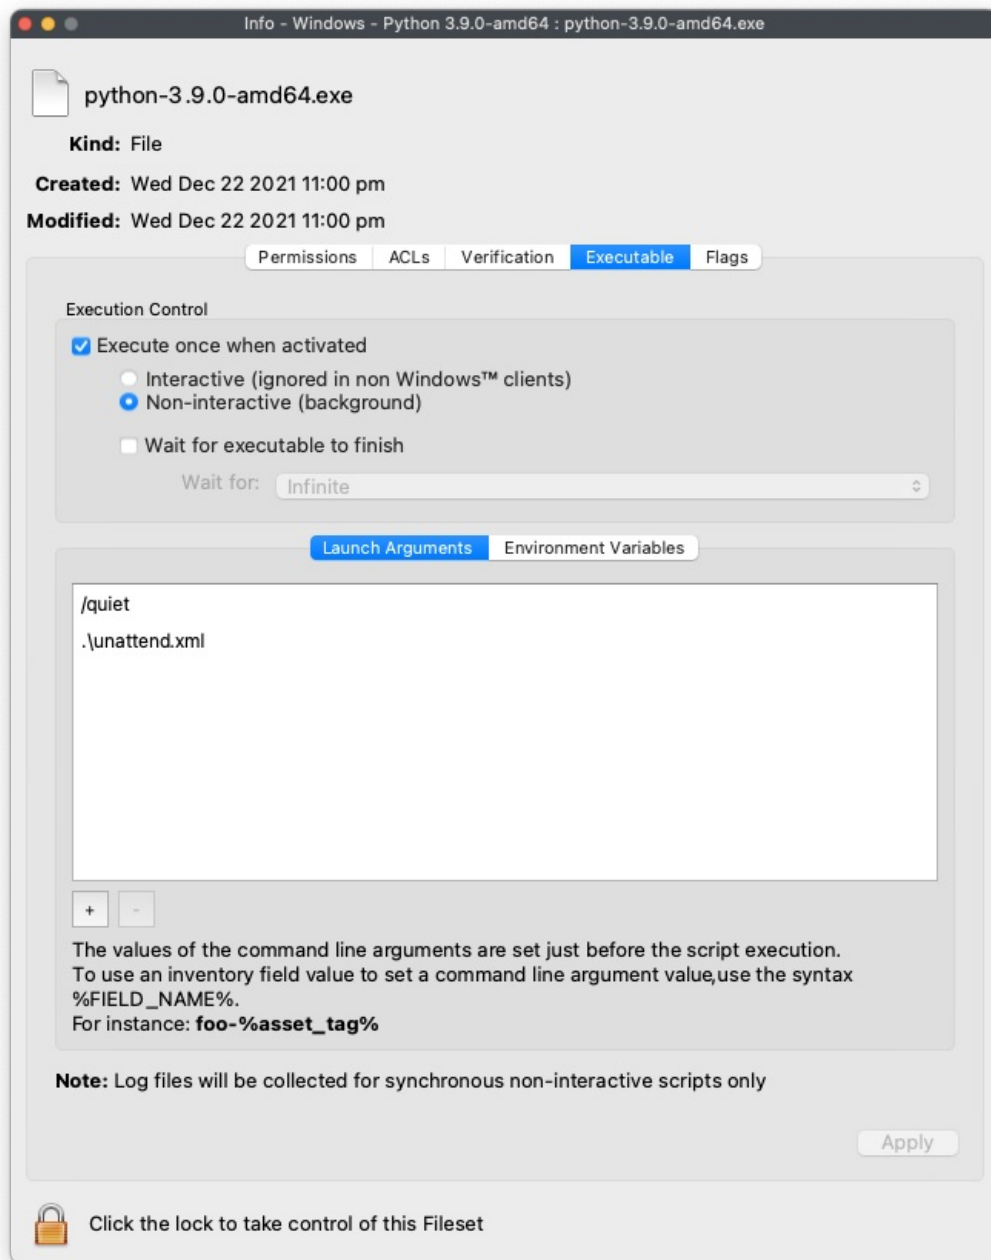 Info - Windows - Python 3.9.0-amd64 : python-3.9.0-amd64.exe
python-3.9.0-amd64.exe
Kind: File
Created: Wed Dec 22 2021 11:00 pm
Modified: Wed Dec 22 2021 11:00 pm
Permissions ACLs Verification Executable Flags
Execution Control
Execute once when activated
Interactive (ignored in non Windows™ clients)
Non-interactive (background)
Wait for executable to finish
Wait for: Infinite
Launch Arguments Environment Variables
/quiet
.\unattend.xml
+ -
The values of the command line arguments are set just before the script execution.
To use an inventory field value to set a command line argument value,use the syntax
%FIELD_NAME%.
For instance: foo-%asset_tag%
Note: Log files will be collected for synchronous non-interactive scripts only
Apply
Click the lock to take control of this Fileset